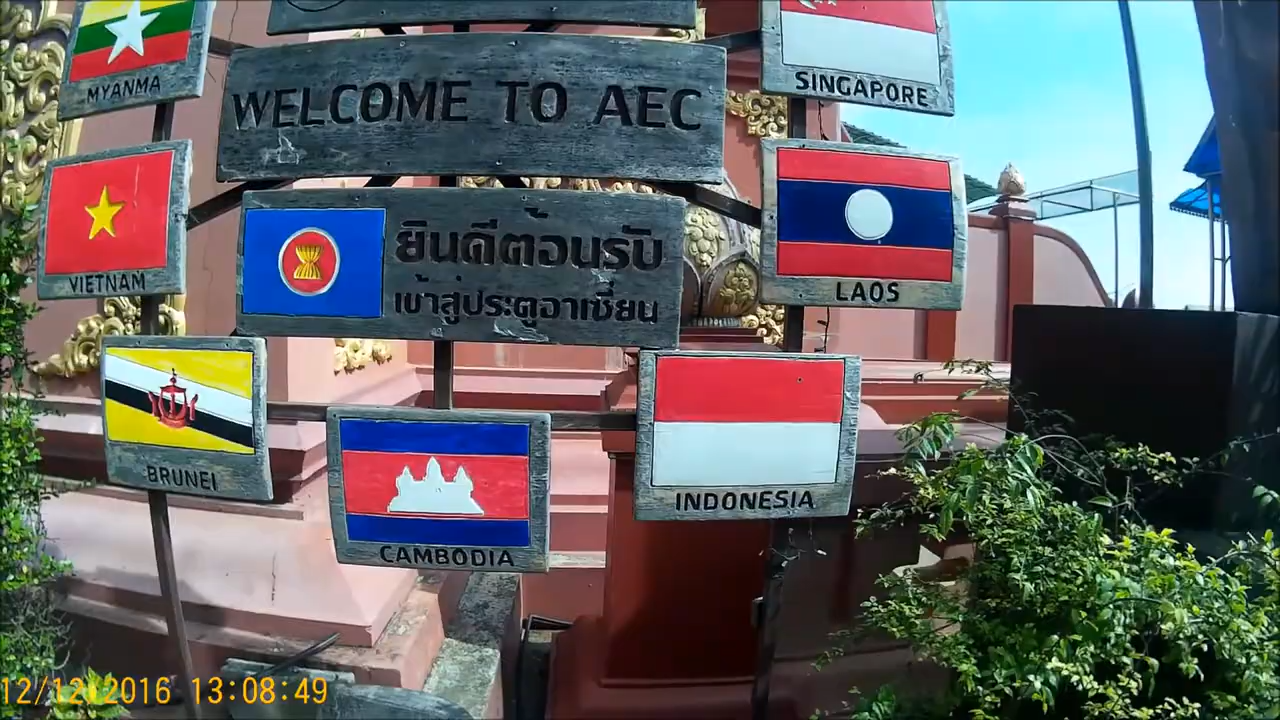 MYANMA
SINGAPORE
WELCOME TO AEC
VIETNAM
ยินดีต้อนรับ
เข้าสู่ประตูอาเซี่ยน
LAOS
BRUNEI
CAMBODIA
INDONESIA
12/12/2016 13:08:49